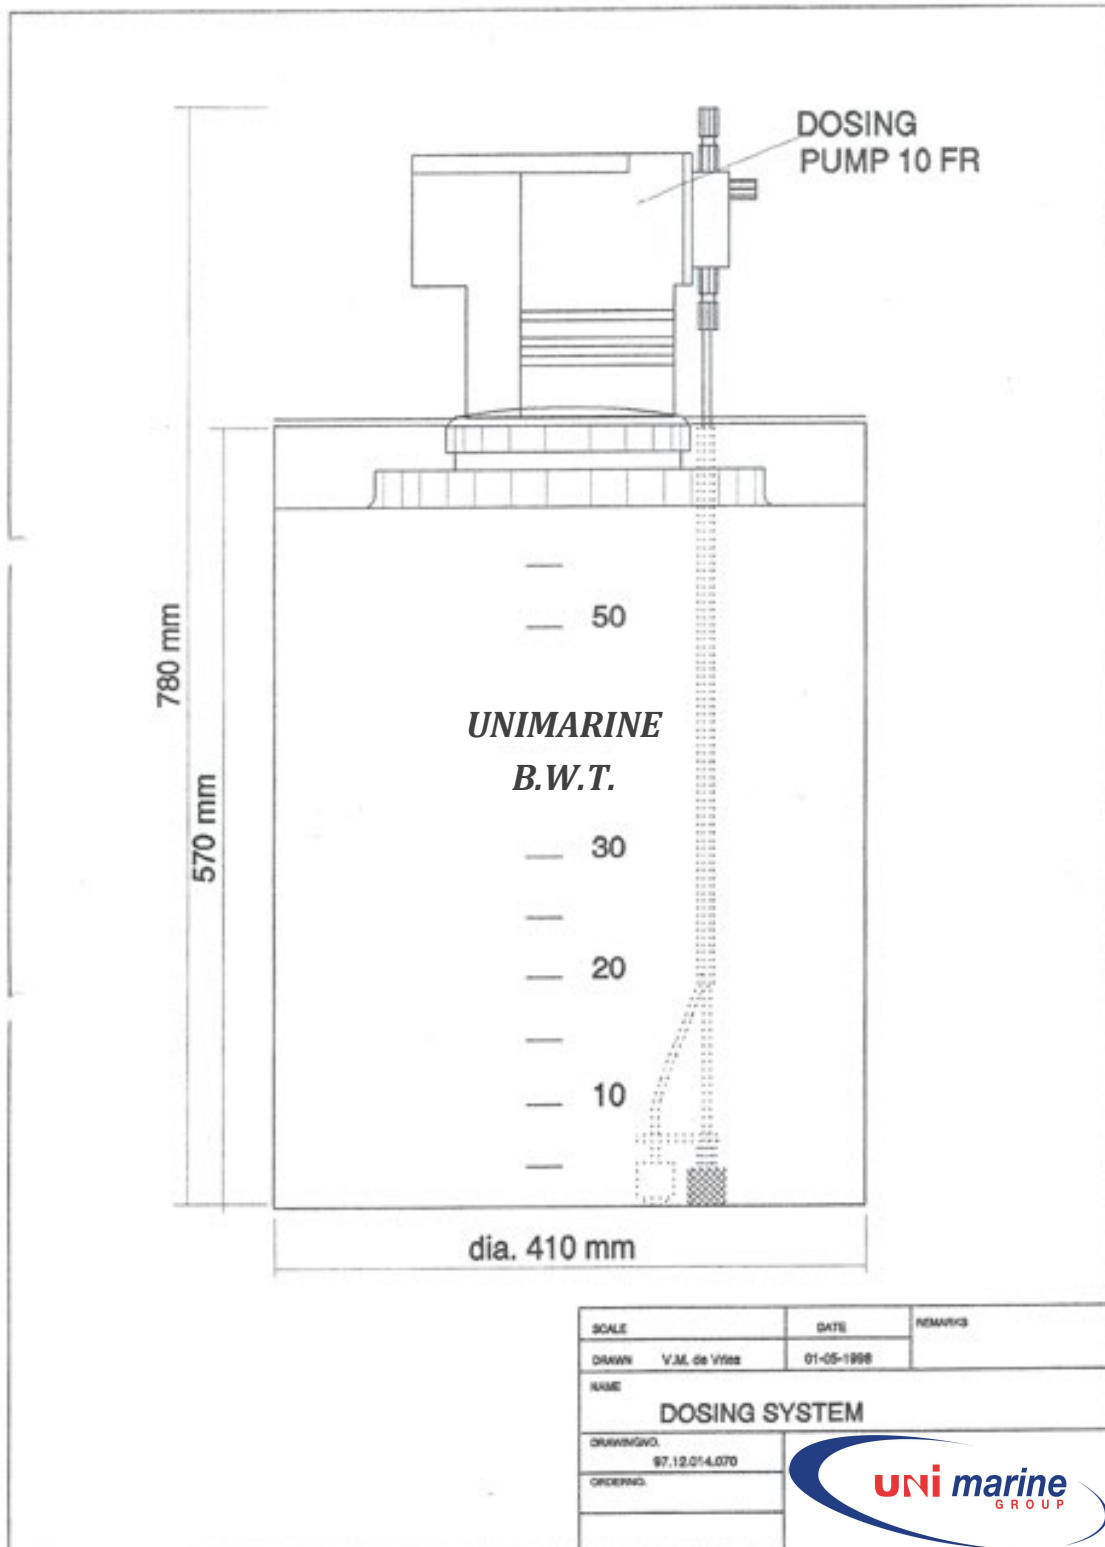 DOSING
PUMP 10 FR
50
UNIMARINE
B.W.T.
30
20
10
780 mm
570 mm
dia. 410 mm
SCALE
DATE
REMARKS
DRAWN V.M. de Vries
01-05-1998
NAME
DOSING SYSTEM
DRAWINGNO.
97.12.014.070
ORDERNO.
UNi marine
GROUP